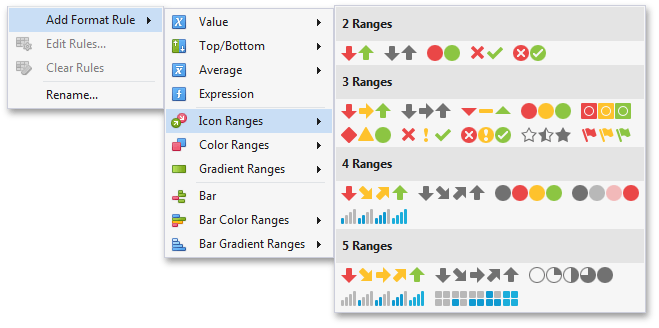 Add Format Rule
Edit Rules...
Clear Rules
Rename...
Value
Top/Bottom
Average
Expression
Icon Ranges
Color Ranges
Gradient Ranges
Bar
Bar Color Ranges
Bar Gradient Ranges
2 Ranges
3 Ranges
4 Ranges
5 Ranges